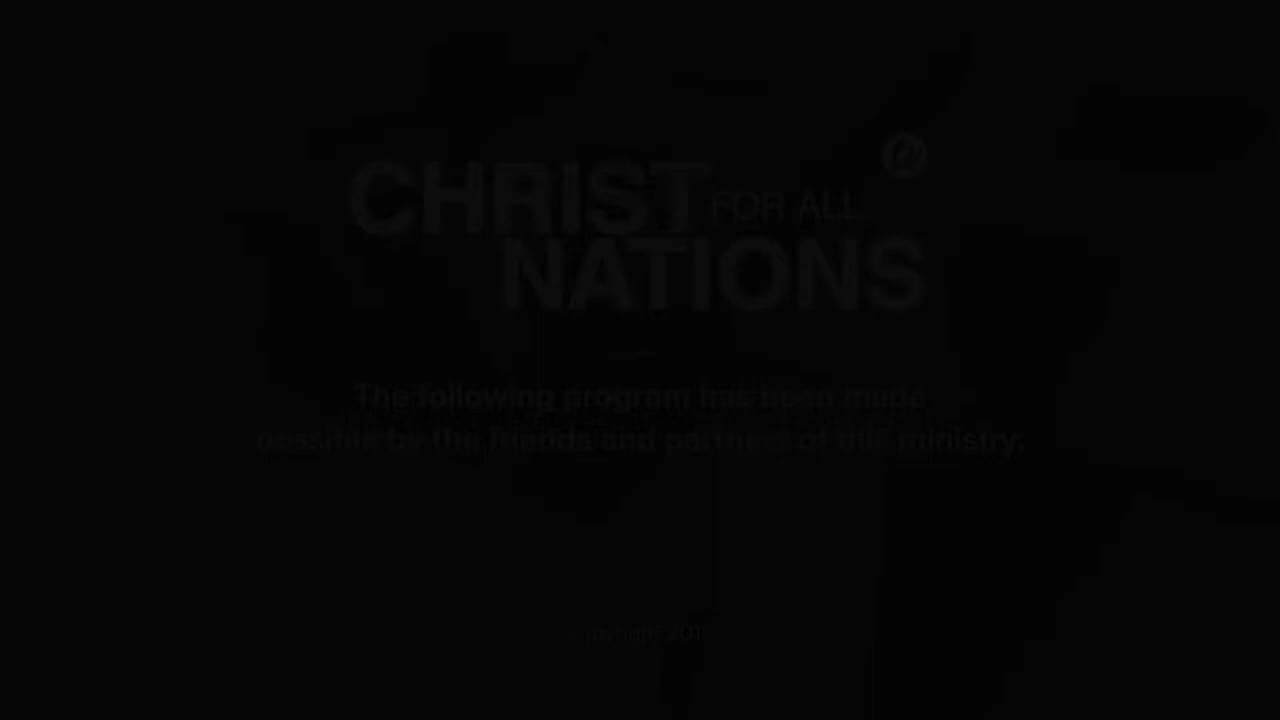 CHRIST FOR ALL
NATIONS
The following program has been made
possible by the friends and partners of this ministry.
Copyright